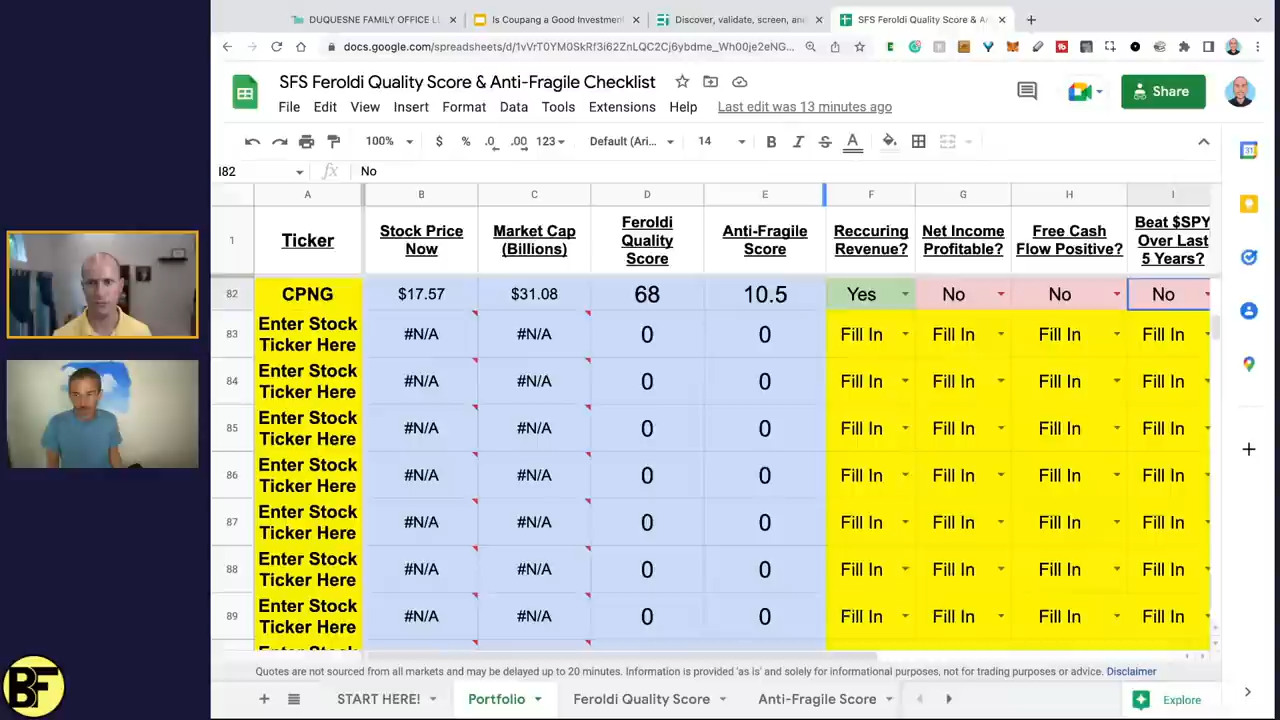 DUQUESNE FAMILY OFFICE L
Is Coupang a Good Investment
Discover, validate, screen, an
SFS Feroldi Quality Score & A
docs.google.com/spreadsheets/d/1vVrT0YM0SkRf3i62ZnLQC2Cj6ybdme_Wh00je2eNG...
SFS Feroldi Quality Score & Anti-Fragile Checklist
File Edit View Insert Format Data Tools Extensions Help Last edit was 13 minutes ago
Share
100% $ % .0 .00 123 Default (Ari... 14 B I S A
I82 fx No
A B C D E F G H I
1 Ticker Stock Price Now Market Cap (Billions) Feroldi Quality Score Anti-Fragile Score Reccuring Revenue? Net Income Profitable? Free Cash Flow Positive? Beat $SPY Over Last 5 Years?
82 CPNG $17.57 $31.08 68 10.5 Yes No No No
83 Enter Stock Ticker Here #N/A #N/A 0 0 Fill In Fill In Fill In Fill In
84 Enter Stock Ticker Here #N/A #N/A 0 0 Fill In Fill In Fill In Fill In
85 Enter Stock Ticker Here #N/A #N/A 0 0 Fill In Fill In Fill In Fill In
86 Enter Stock Ticker Here #N/A #N/A 0 0 Fill In Fill In Fill In Fill In
87 Enter Stock Ticker Here #N/A #N/A 0 0 Fill In Fill In Fill In Fill In
88 Enter Stock Ticker Here #N/A #N/A 0 0 Fill In Fill In Fill In Fill In
89 Enter Stock Ticker Here #N/A #N/A 0 0 Fill In Fill In Fill In Fill In
Quotes are not sourced from all markets and may be delayed up to 20 minutes. Information is provided 'as is' and solely for informational purposes, not for trading purposes or advice. Disclaimer
START HERE! Portfolio Feroldi Quality Score Anti-Fragile Score
Explore
BF